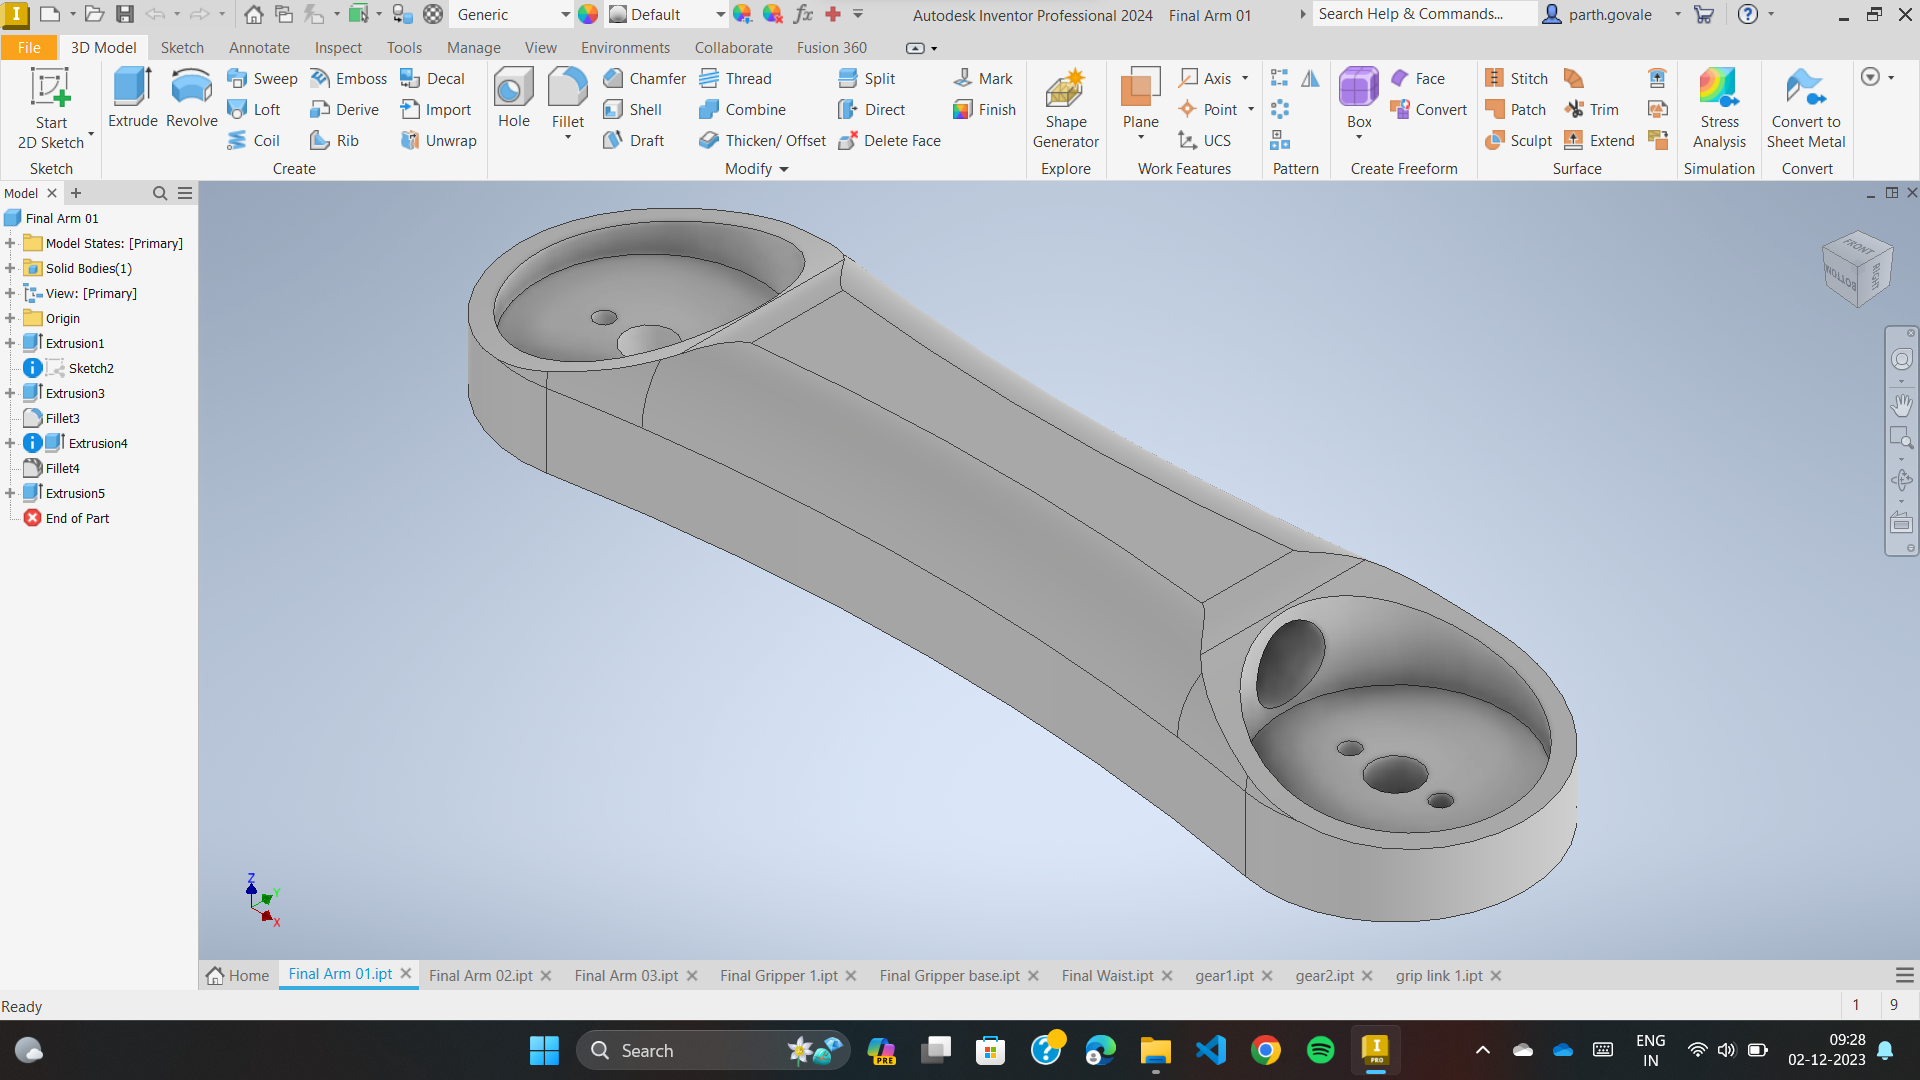 Generic
Default
Autodesk Inventor Professional 2024 Final Arm 01
Search Help & Commands...
parth.govale
File 3D Model Sketch Annotate Inspect Tools Manage View Environments Collaborate Fusion 360
Start
2D Sketch
Sketch
Extrude Revolve
Sweep Emboss Decal
Loft Derive Import
Coil Rib Unwrap
Create
Hole Fillet
Chamfer Thread Split Mark
Shell Combine Direct Finish
Draft Thicken/ Offset Delete Face
Modify
Shape
Generator
Explore
Plane
Axis
Point
UCS
Work Features
Pattern
Box
Face
Convert
Create Freeform
Stitch
Patch Trim
Sculpt Extend
Surface
Stress
Analysis
Simulation
Convert to
Sheet Metal
Convert
Model
Final Arm 01
Model States: [Primary]
Solid Bodies(1)
View: [Primary]
Origin
Extrusion1
Sketch2
Extrusion3
Fillet3
Extrusion4
Fillet4
Extrusion5
End of Part
FRONT
BOTTOM
RIGHT
Z
Y
X
Home Final Arm 01.ipt Final Arm 02.ipt Final Arm 03.ipt Final Gripper 1.ipt Final Gripper base.ipt Final Waist.ipt gear1.ipt gear2.ipt grip link 1.ipt
Ready
1 9
Search
PRE
I
PRO
ENG
IN
09:28
02-12-2023